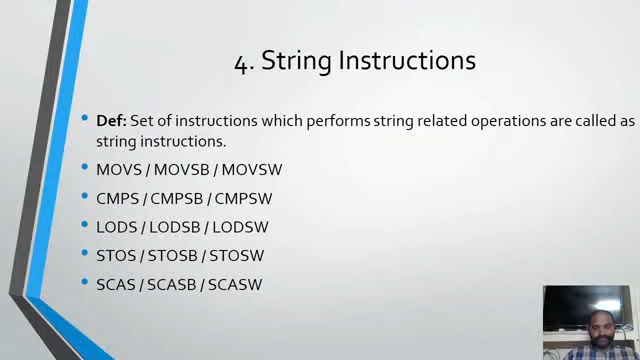 4. String Instructions
Def: Set of instructions which performs string related operations are called as
string instructions.
MOVS / MOVSB / MOVSW
CMPS / CMPSB / CMPSW
LODS / LODSB / LODSW
STOS / STOSB / STOSW
SCAS / SCASB / SCASW